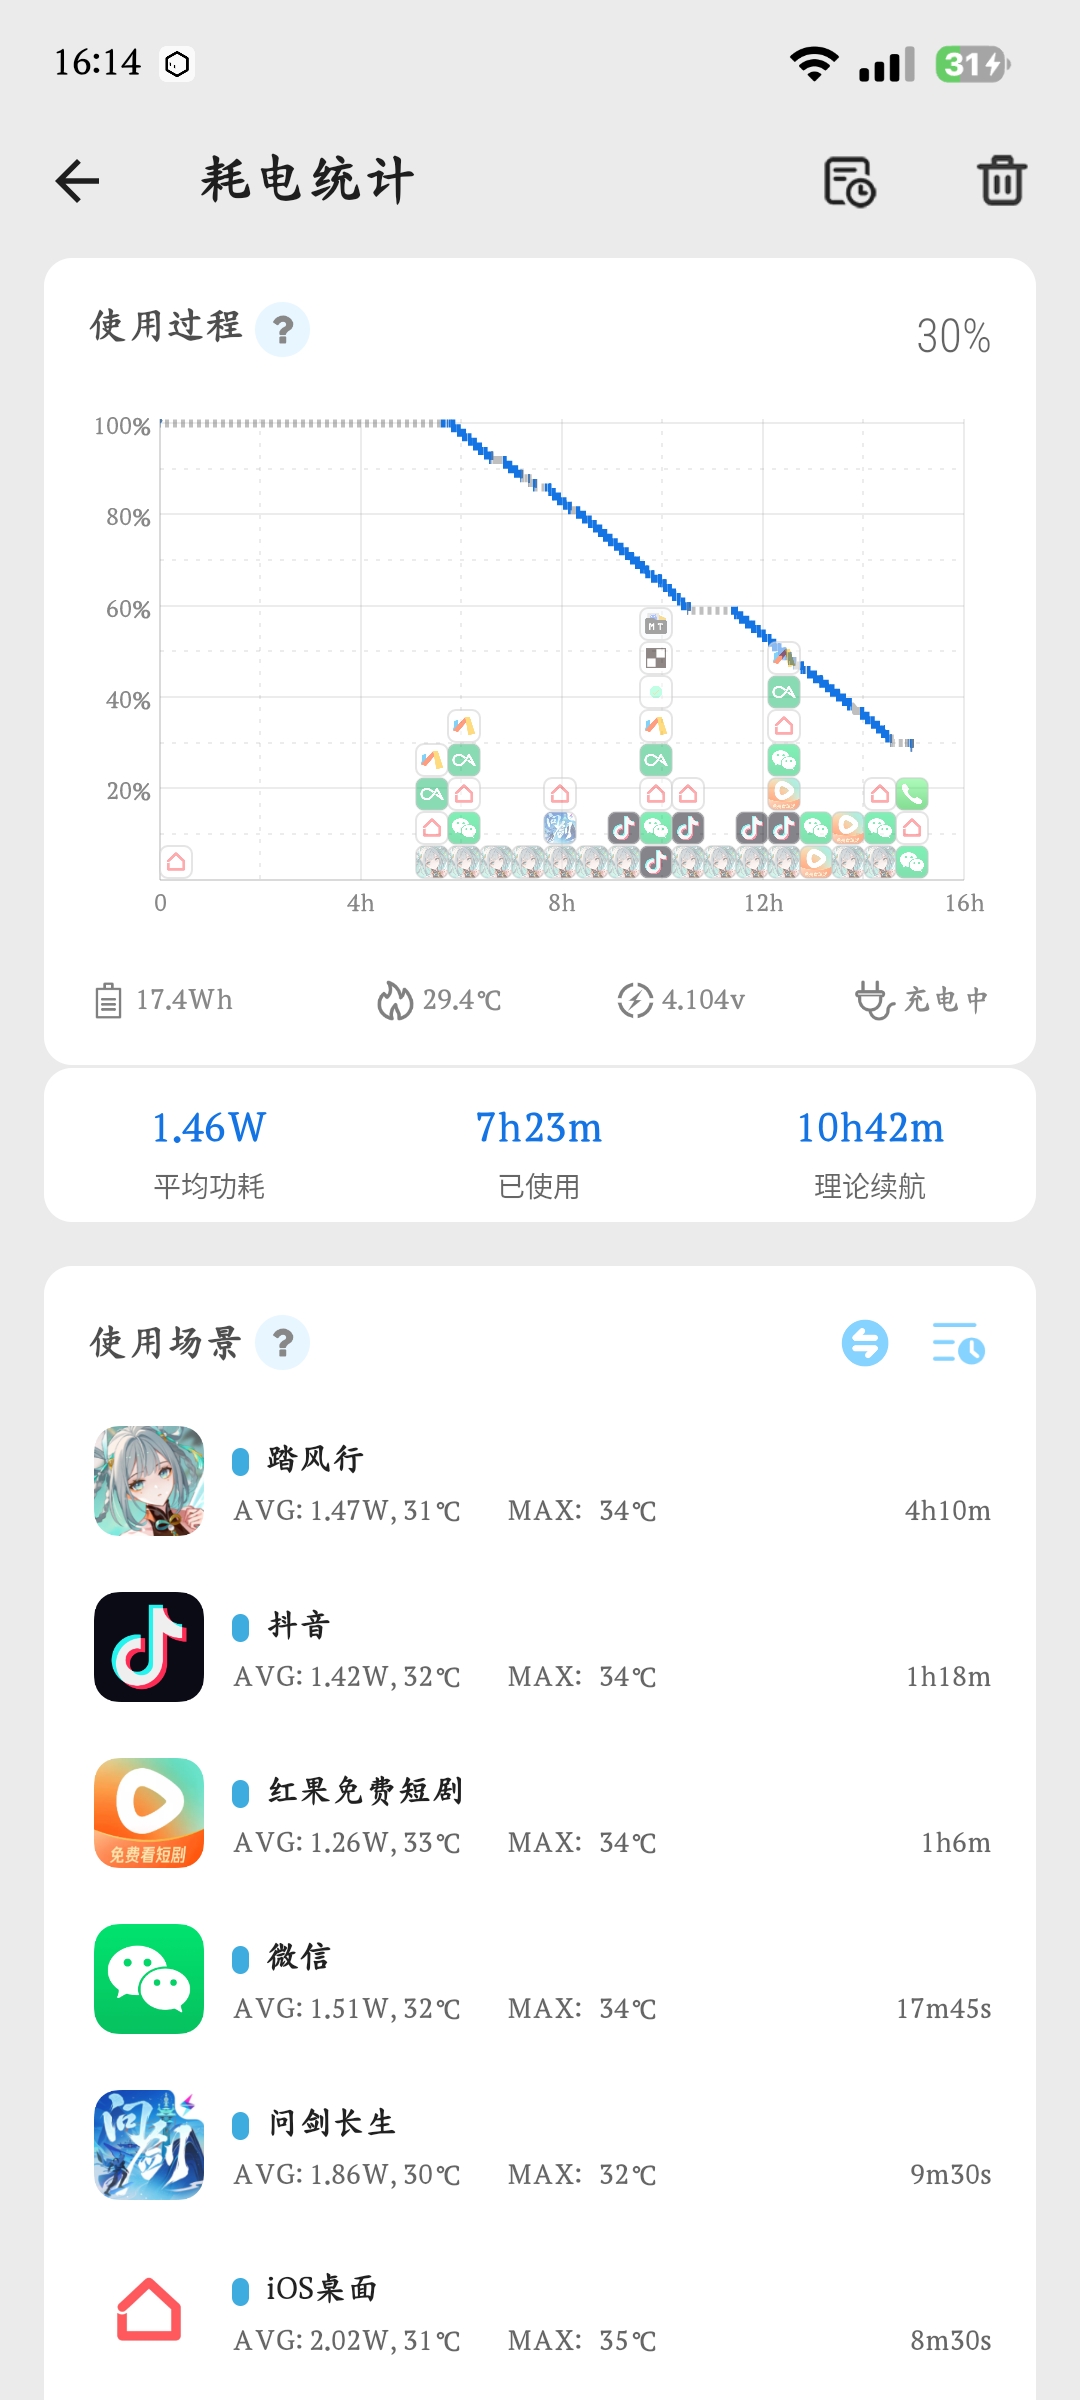 16:14
31
耗电统计
使用过程 ?
30%
100%
80%
60%
40%
20%
0 4h 8h 12h 16h
17.4Wh 29.4℃ 4.104v 充电中
1.46W 7h23m 10h42m
平均功耗 已使用 理论续航
使用场景 ?
踏风行
AVG: 1.47W, 31℃ MAX: 34℃ 4h10m
抖音
AVG: 1.42W, 32℃ MAX: 34℃ 1h18m
红果免费短剧
免费看短剧
AVG: 1.26W, 33℃ MAX: 34℃ 1h6m
微信
AVG: 1.51W, 32℃ MAX: 34℃ 17m45s
问剑
问剑长生
AVG: 1.86W, 30℃ MAX: 32℃ 9m30s
iOS桌面
AVG: 2.02W, 31℃ MAX: 35℃ 8m30s